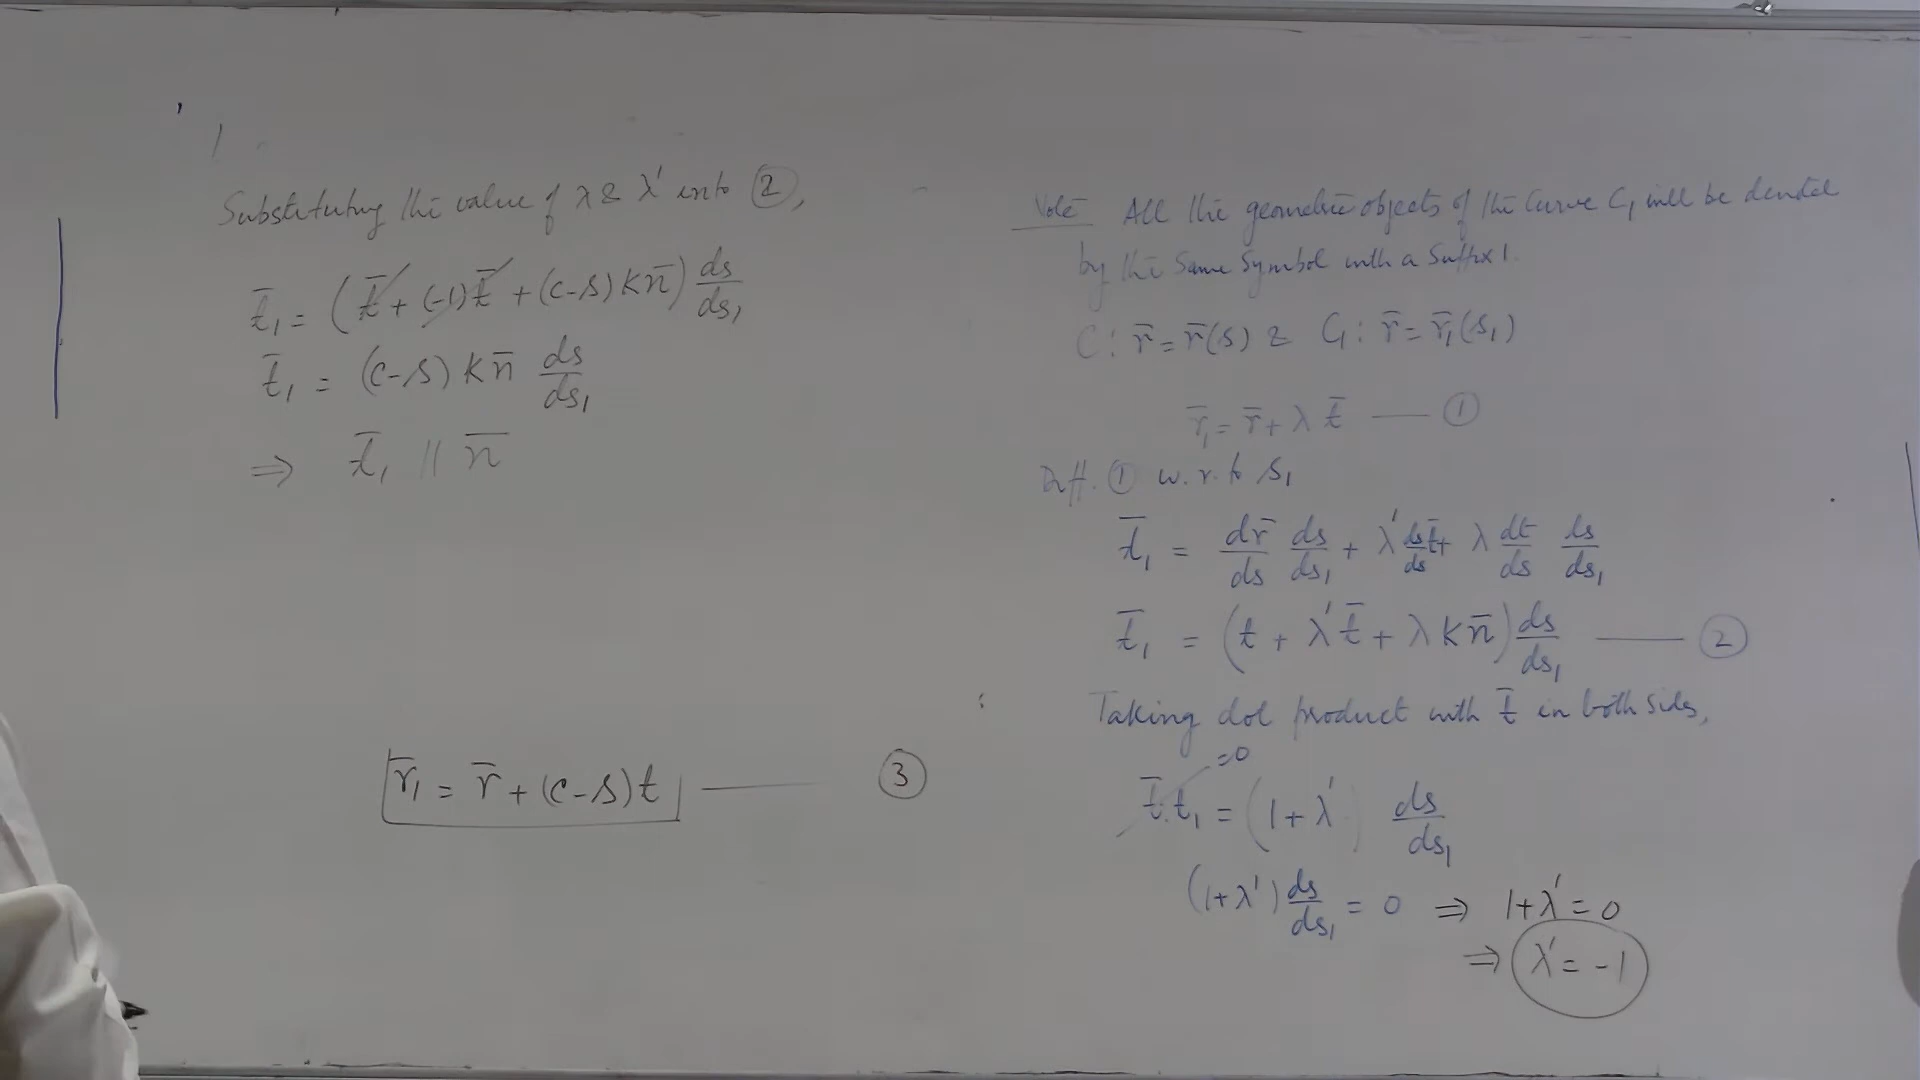 Substituting the value of λ & λ' into ②,
t̄₁ = (t̄ + (-1)t̄ + (c-s)kn̄) ds/ds₁
t̄₁ = (c-s) kn̄ ds/ds₁
⇒ t̄₁ ∥ n̄
r̄₁ = r̄ + (c-s)t —— ③
Note All the geometric objects of the Curve C₁ will be denoted
by the Same Symbol with a Suffix 1.
C : r̄ = r̄(s) & C₁ : r̄ = r̄₁(s₁)
r̄₁ = r̄ + λ t̄ —— ①
Diff. ① w.r.to s₁
t̄₁ = dr̄/ds ds/ds₁ + λ' ds/ds t̄ + λ dt/ds ds/ds₁
t̄₁ = (t + λ't̄ + λkn̄) ds/ds₁ —— ②
Taking dot product with t̄ in both sides,
=0
t̄.t₁ = (1+λ') ds/ds₁
(1+λ') ds/ds₁ = 0 ⇒ 1+λ' = 0
⇒ λ' = -1